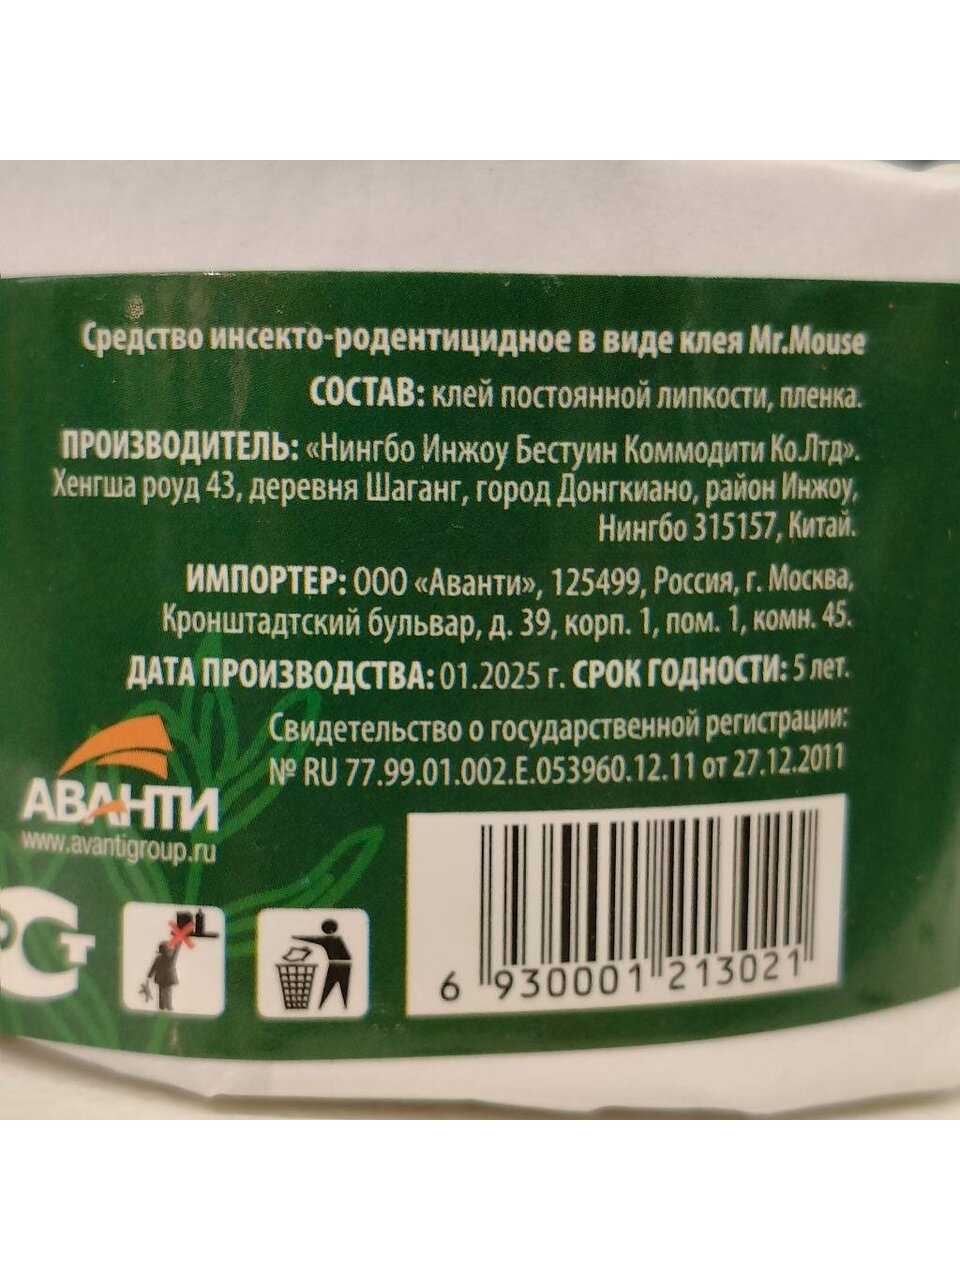 Средство инсекто-родентицидное в виде клея Mr.Mouse
СОСТАВ: клей постоянной липкости, пленка.
ПРОИЗВОДИТЕЛЬ: «Нингбо Инжоу Бестуин Коммодити Ко.Лтд».
Хенгша роуд 43, деревня Шаганг, город Донгкиано, район Инжоу,
Нингбо 315157, Китай.
ИМПОРТЕР: ООО «Аванти», 125499, Россия, г. Москва,
Кронштадтский бульвар, д. 39, корп. 1, пом. 1, комн. 45.
ДАТА ПРОИЗВОДСТВА: 01.2025 г. СРОК ГОДНОСТИ: 5 лет.
Свидетельство о государственной регистрации:
№ RU 77.99.01.002.Е.053960.12.11 от 27.12.2011
АВАНТИ
www.avantigroup.ru
6 930001 213021